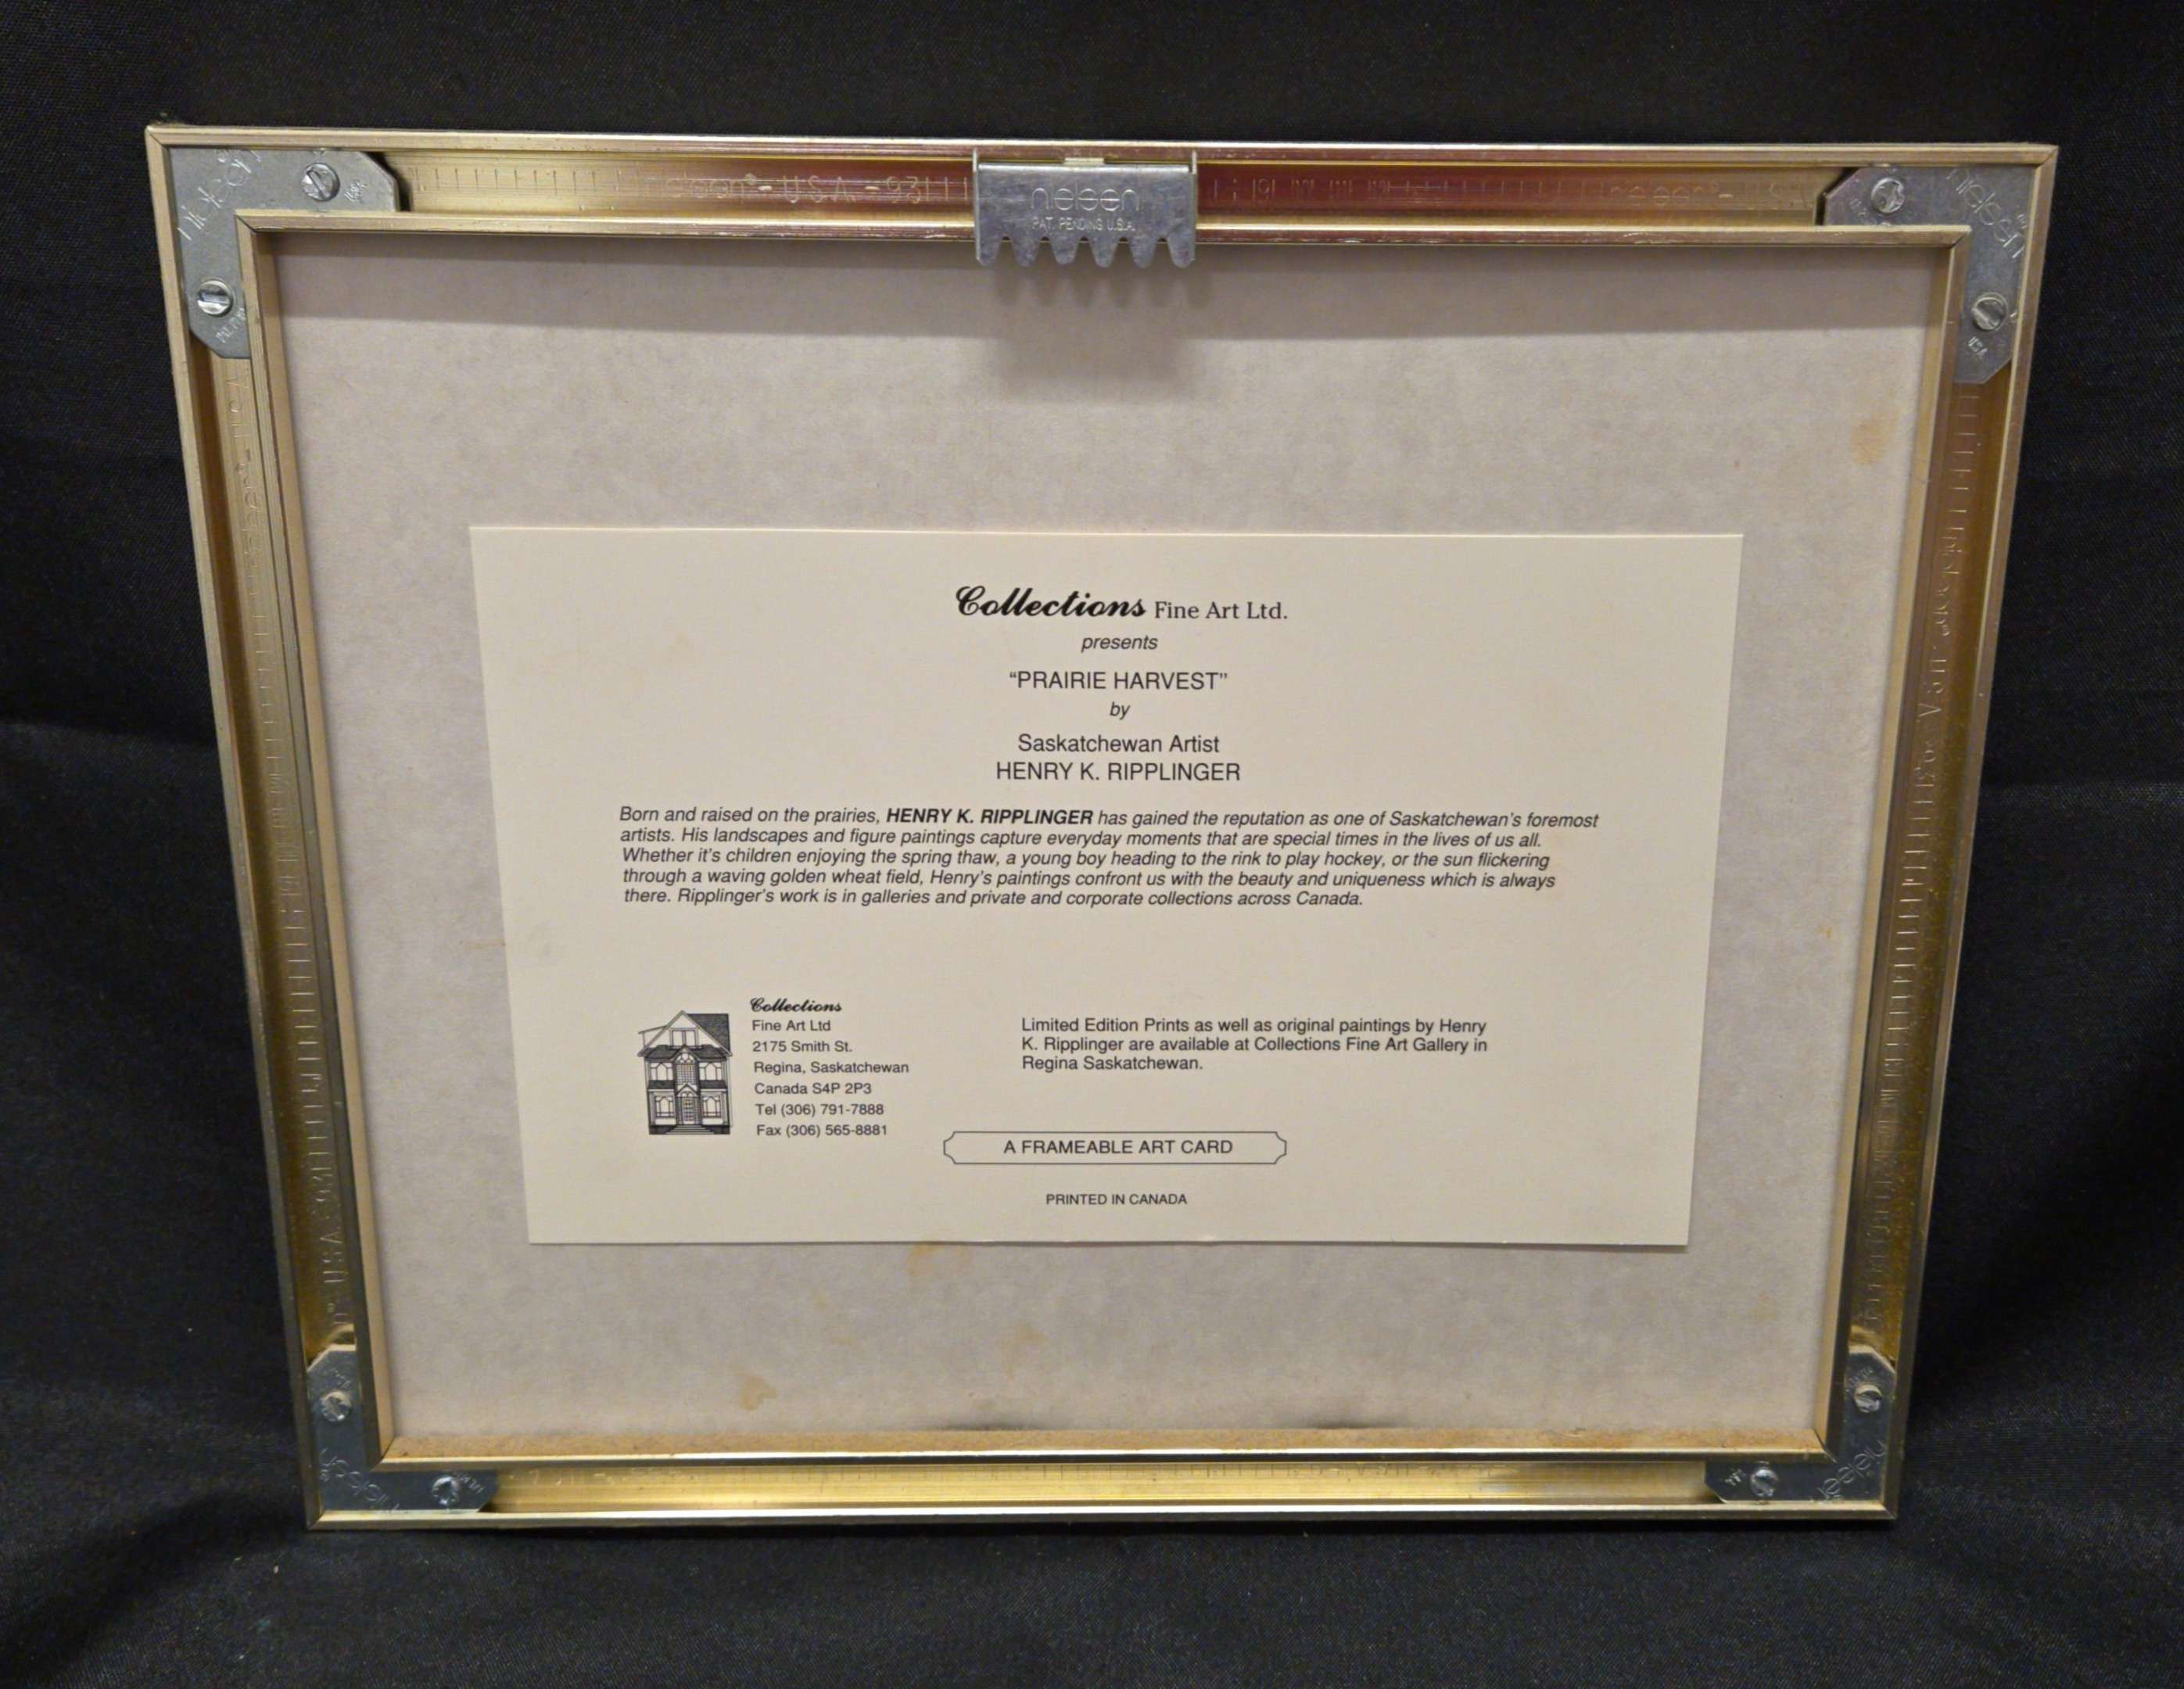 nielsen
nielsen - U.S.A. - 93
nielsen
PAT. PENDING U.S.A.
nielsen
USA
Collections Fine Art Ltd.
presents
“PRAIRIE HARVEST”
by
Saskatchewan Artist
HENRY K. RIPPLINGER
Born and raised on the prairies, HENRY K. RIPPLINGER has gained the reputation as one of Saskatchewan's foremost
artists. His landscapes and figure paintings capture everyday moments that are special times in the lives of us all.
Whether it's children enjoying the spring thaw, a young boy heading to the rink to play hockey, or the sun flickering
through a waving golden wheat field, Henry's paintings confront us with the beauty and uniqueness which is always
there. Ripplinger's work is in galleries and private and corporate collections across Canada.
Collections
Fine Art Ltd
2175 Smith St.
Regina, Saskatchewan
Canada S4P 2P3
Tel (306) 791-7888
Fax (306) 565-8881
Limited Edition Prints as well as original paintings by Henry
K. Ripplinger are available at Collections Fine Art Gallery in
Regina Saskatchewan.
A FRAMEABLE ART CARD
PRINTED IN CANADA